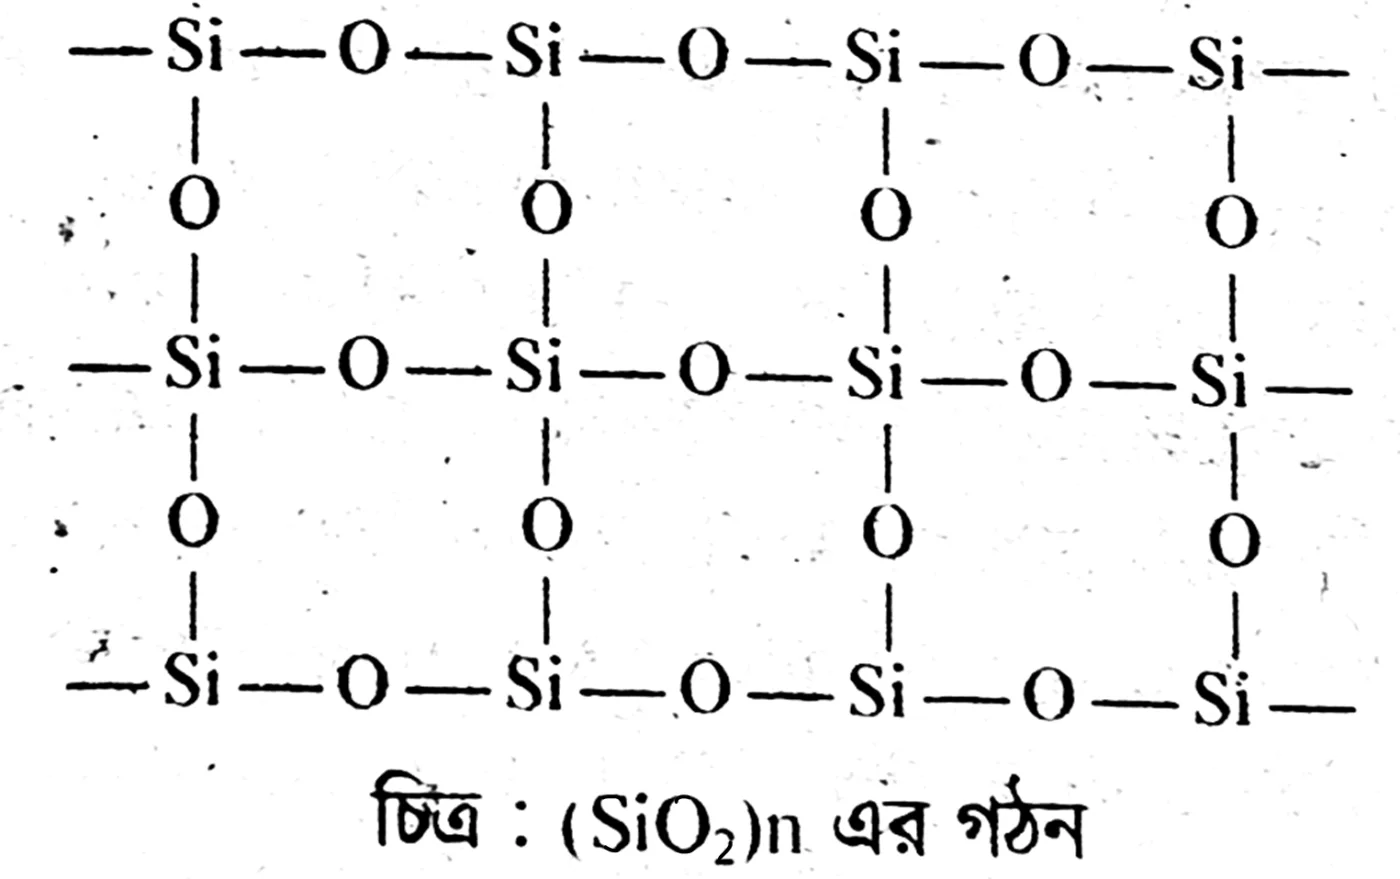 — Si — O — Si — O — Si — O — Si —
O O O O
— Si — O — Si — O — Si — O — Si —
O O O O
— Si — O — Si — O — Si — O — Si —
চিত্র : (SiO₂)n এর গঠন